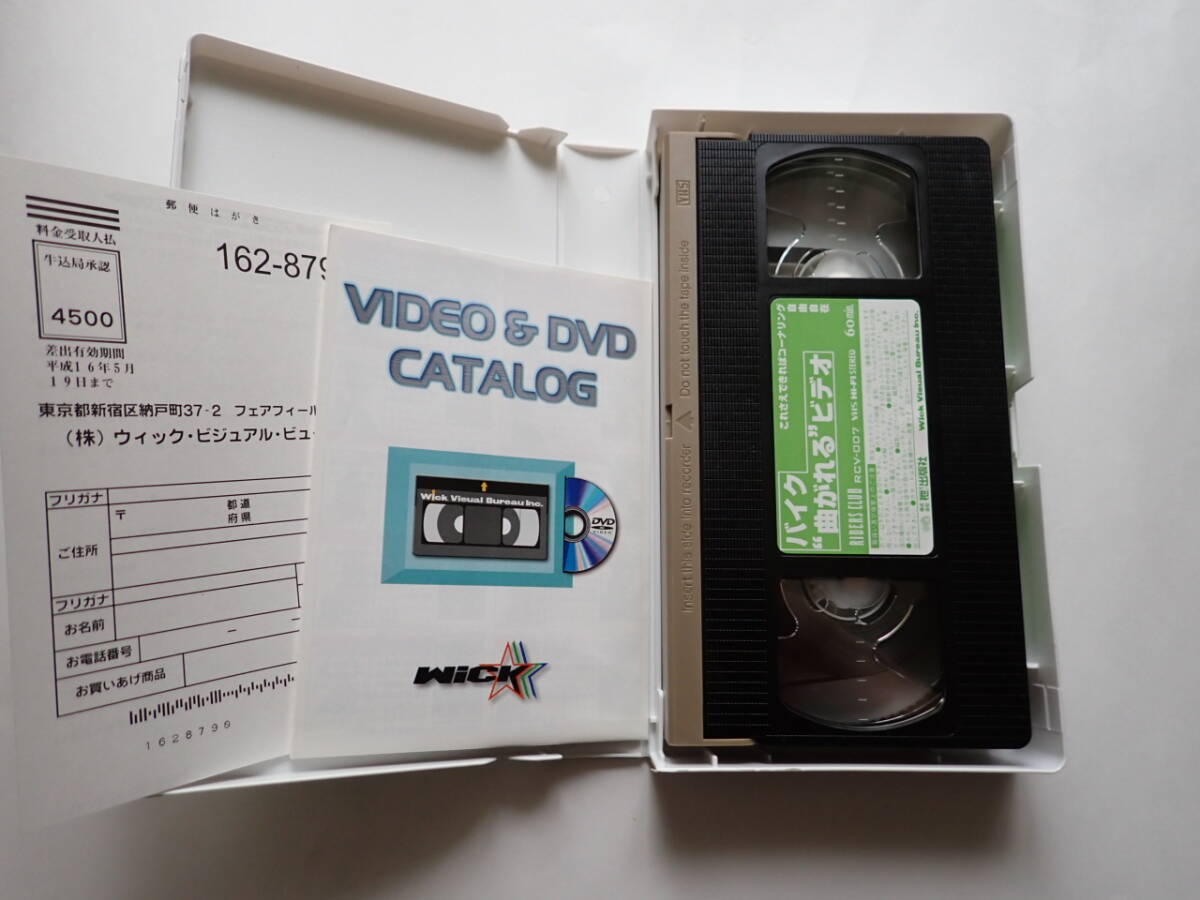 郵便はがき
料金受取人払
162-879
牛込局承認
4500
差出有効期間
平成16年5月
19日まで
東京都新宿区納戸町37-2 フェアフィール
(株)ウィック・ビジュアル・ビュー
フリガナ
〒
都道
府県
ご住所
フリガナ
お名前
お電話番号
お買いあげ商品
1628790
VIDEO & DVD
CATALOG
Wick Visual Bureau Inc.
DVD
VIDEO
WiCK
VHS
Do not touch the tape inside
Insert this side into recorder
これさえできればコーナリング
自由自在
バイク
“曲がれる”ビデオ
RIDERS CLUB RCV-007 VHS HI-FI STEREO 60min.
出版社
Wick Visual Bureau Inc.